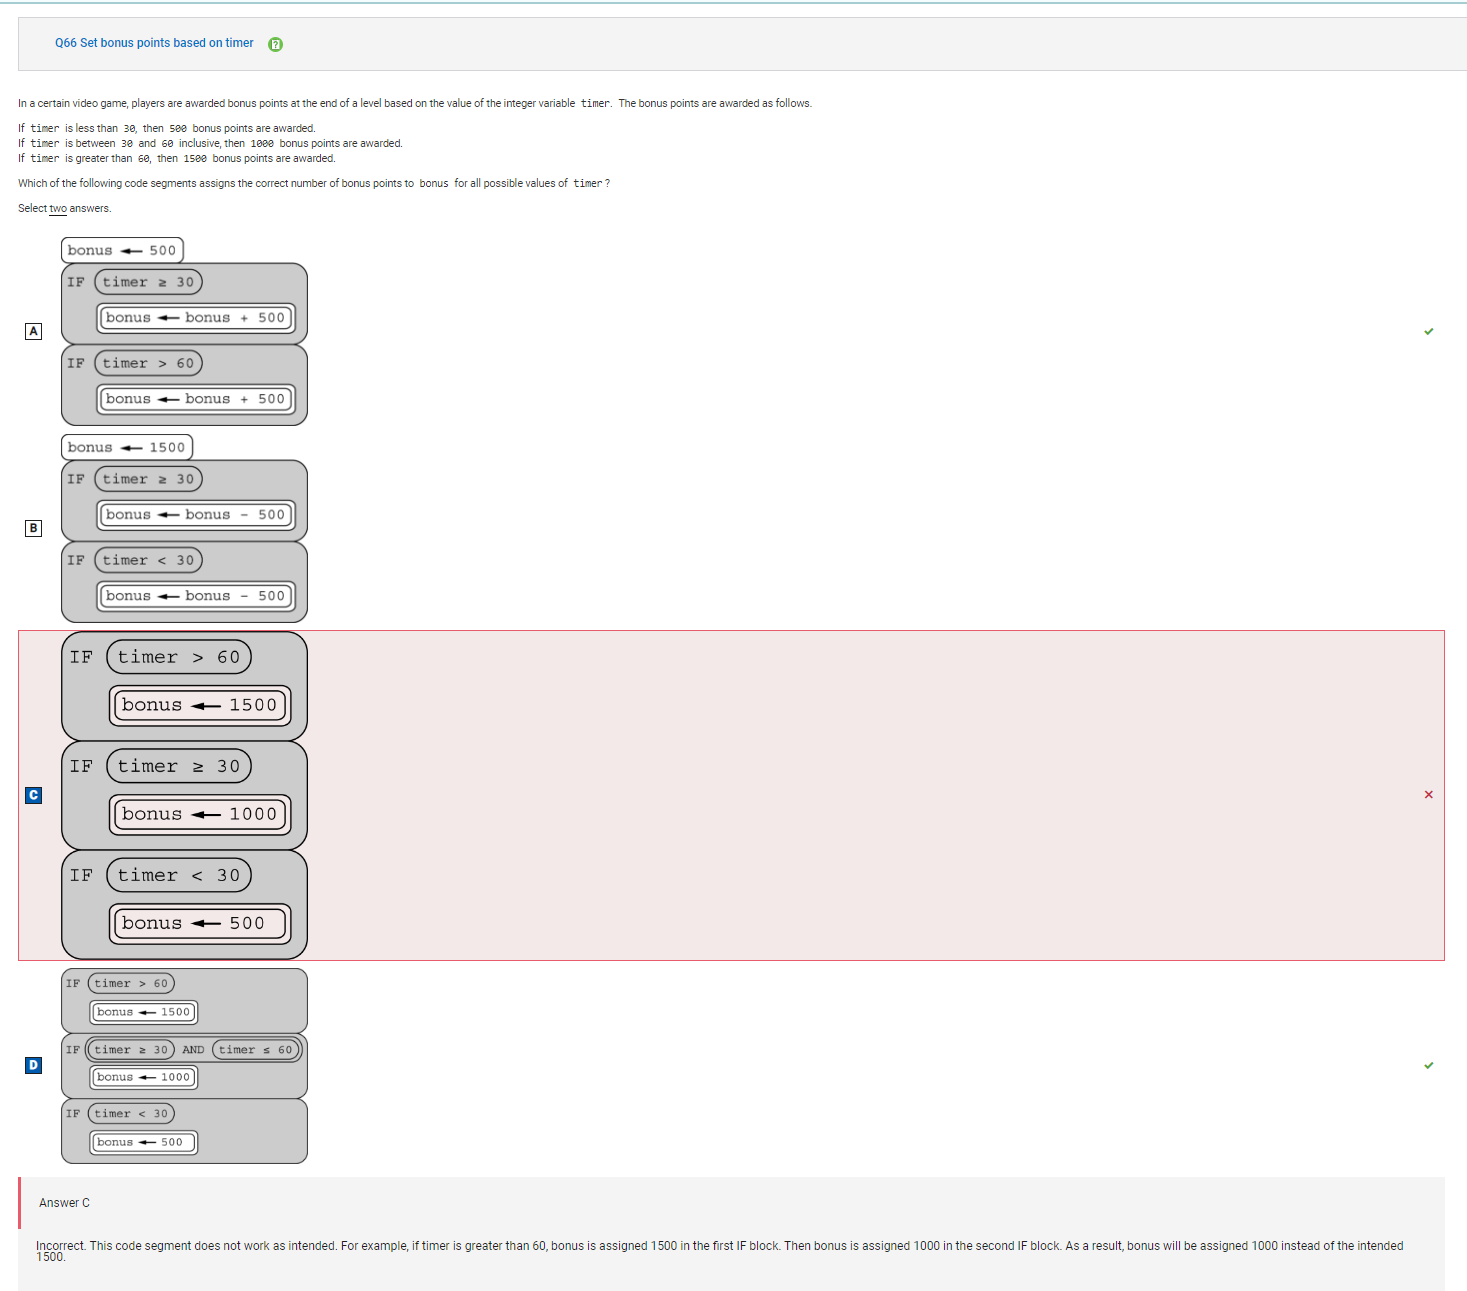 Q66 Set bonus points based on timer
In a certain video game, players are awarded bonus points at the end of a level based on the value of the integer variable timer. The bonus points are awarded as follows.
If timer is less than 30, then 500 bonus points are awarded.
If timer is between 30 and 60 inclusive, then 1000 bonus points are awarded.
If timer is greater than 60, then 1500 bonus points are awarded.
Which of the following code segments assigns the correct number of bonus points to bonus for all possible values of timer ?
Select two answers.
A
bonus ← 500
IF timer ≥ 30
bonus ← bonus + 500
IF timer > 60
bonus ← bonus + 500
B
bonus ← 1500
IF timer ≥ 30
bonus ← bonus - 500
IF timer < 30
bonus ← bonus - 500
C
IF timer > 60
bonus ← 1500
IF timer ≥ 30
bonus ← 1000
IF timer < 30
bonus ← 500
D
IF timer > 60
bonus ← 1500
IF timer ≥ 30 AND timer ≤ 60
bonus ← 1000
IF timer < 30
bonus ← 500
Answer C
Incorrect. This code segment does not work as intended. For example, if timer is greater than 60, bonus is assigned 1500 in the first IF block. Then bonus is assigned 1000 in the second IF block. As a result, bonus will be assigned 1000 instead of the intended
1500.